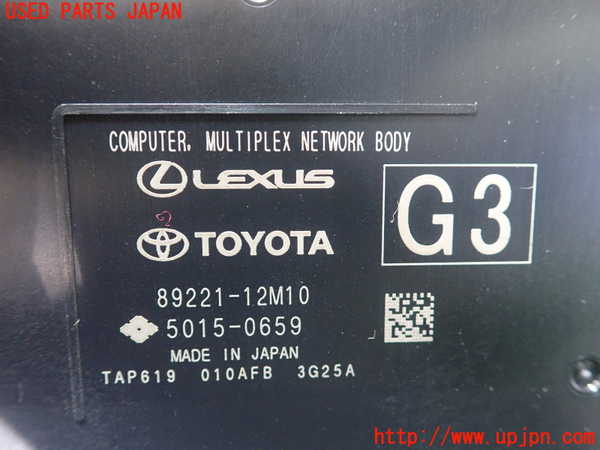 USED PARTS JAPAN
COMPUTER, MULTIPLEX NETWORK BODY
LEXUS
G3
TOYOTA
89221-12M10
5015-0659
MADE IN JAPAN
TAP619 010AFB 3G25A
http://www.upjpn.com/